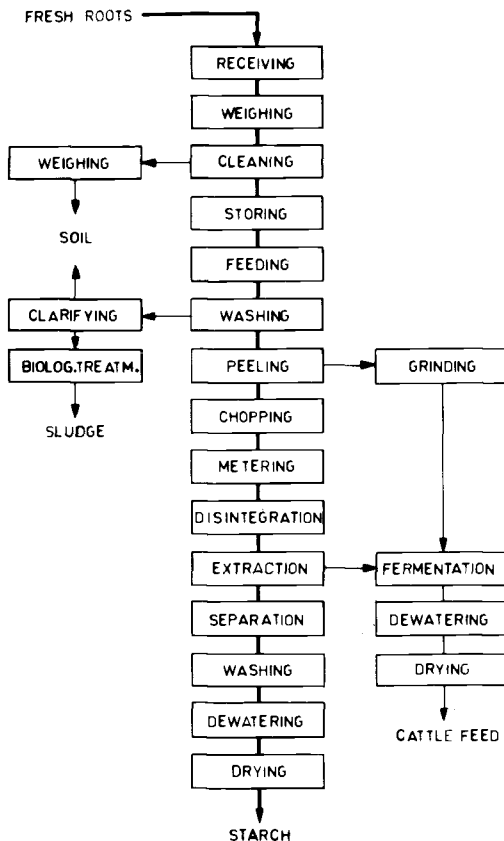 FRESH ROOTS
RECEIVING
WEIGHING
WEIGHING
CLEANING
STORING
SOIL
FEEDING
CLARIFYING
WASHING
BIOLOG.TREATM.
PEELING
GRINDING
CHOPPING
SLUDGE
METERING
DISINTEGRATION
EXTRACTION
FERMENTATION
SEPARATION
DEWATERING
WASHING
DRYING
DEWATERING
CATTLE FEED
DRYING
STARCH